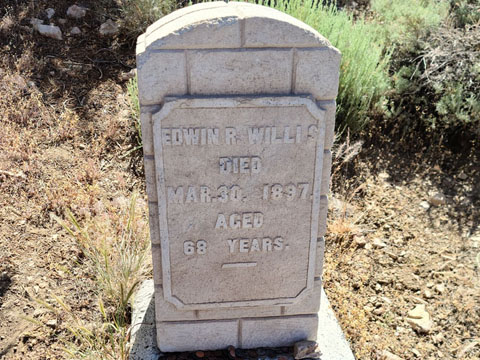 EDWIN R. WILLIS
DIED
MAR. 30. 1897.
AGED
68 YEARS.